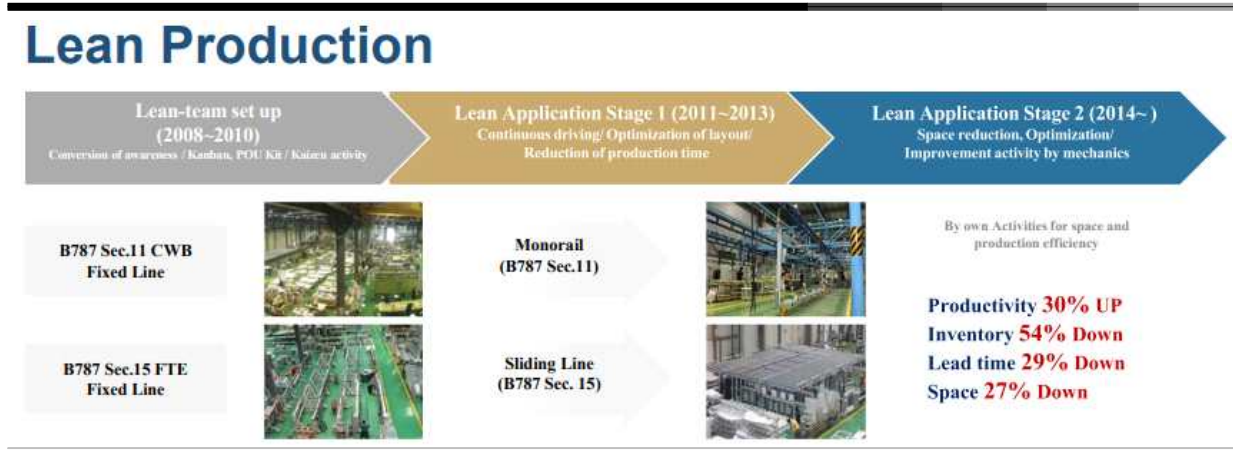 Lean Production
Lean-team set up
(2008~2010)
Conversion of awareness / Kanban, POU Kit / Kaizen activity
Lean Application Stage 1 (2011~2013)
Continuous driving/ Optimization of layout/
Reduction of production time
Lean Application Stage 2 (2014~ )
Space reduction, Optimization/
Improvement activity by mechanics
B787 Sec.11 CWB
Fixed Line
Monorail
(B787 Sec.11)
By own Activities for space and
production efficiency
B787 Sec.15 FTE
Fixed Line
Sliding Line
(B787 Sec. 15)
Productivity 30% UP
Inventory 54% Down
Lead time 29% Down
Space 27% Down